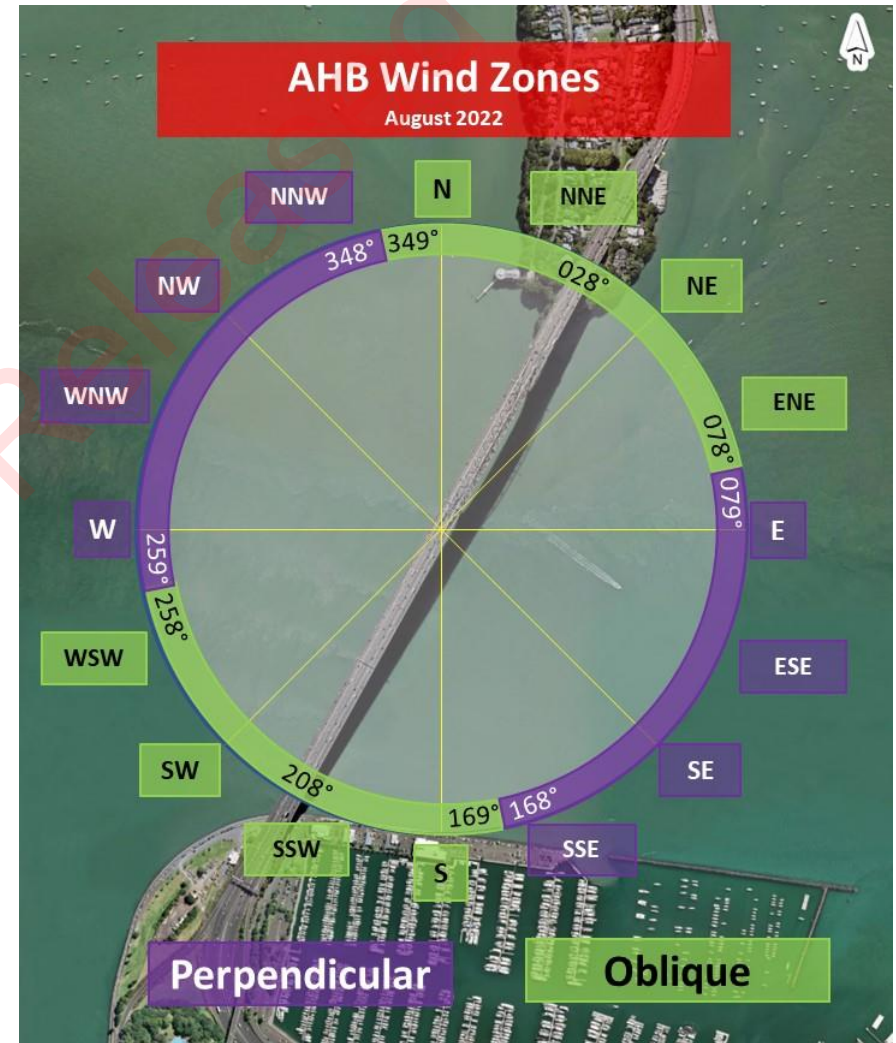 N
AHB Wind Zones
August 2022
N
NNW
NNE
348°
349°
028°
NW
NE
WNW
ENE
078°
079°
W
E
259°
258°
WSW
ESE
SW
SE
208°
169°
168°
SSW
S
SSE
Perpendicular
Oblique